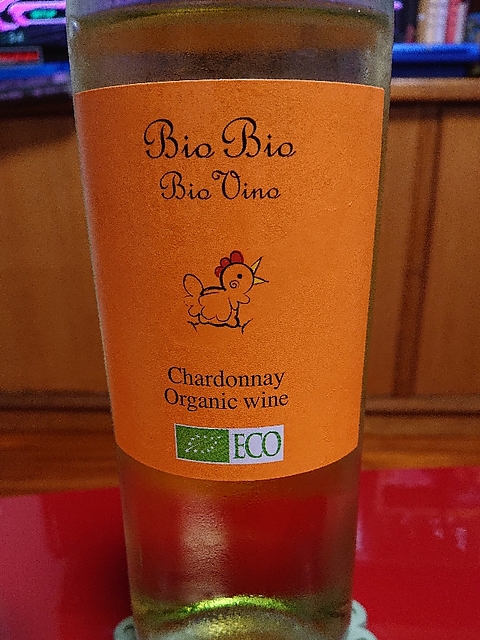 Bio Bio
Bio Vino
Chardonnay
Organic wine
ECO